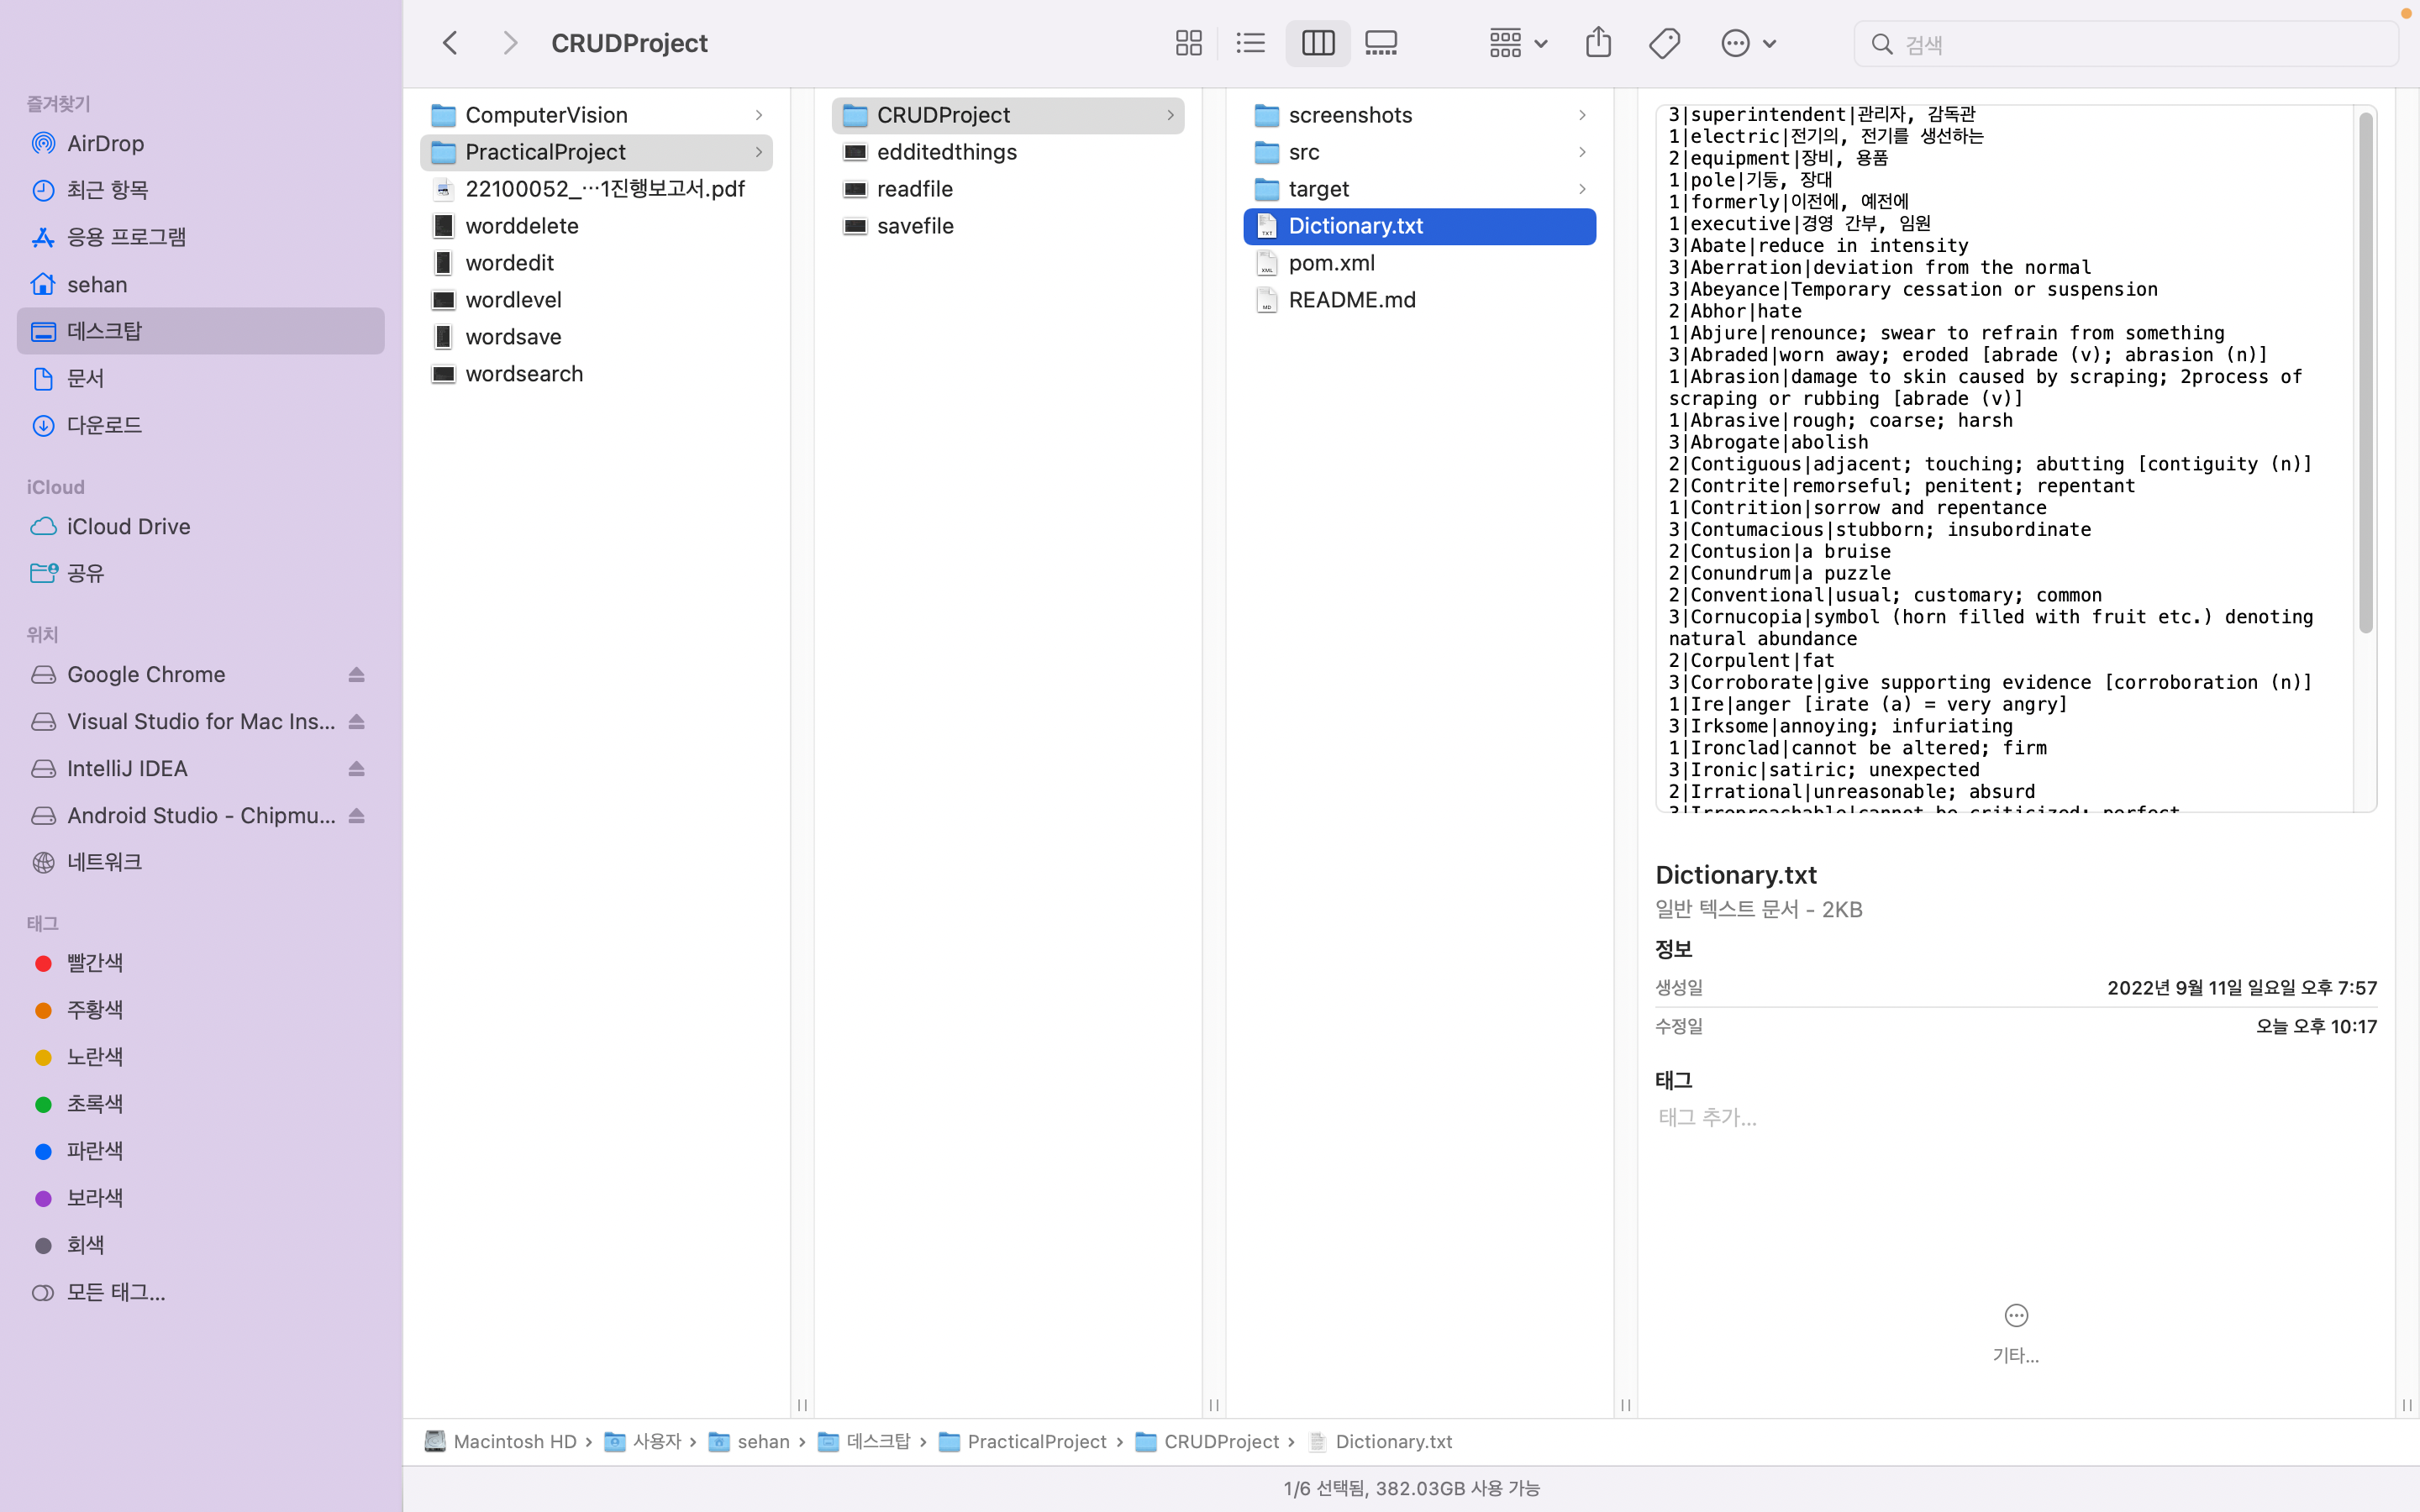 CRUDProject
검색
즐겨찾기
AirDrop
최근 항목
응용 프로그램
sehan
데스크탑
문서
다운로드
iCloud
iCloud Drive
공유
위치
Google Chrome
Visual Studio for Mac Ins...
IntelliJ IDEA
Android Studio - Chipmu...
네트워크
태그
빨간색
주황색
노란색
초록색
파란색
보라색
회색
모든 태그...
ComputerVision
PracticalProject
22100052_…1진행보고서.pdf
worddelete
wordedit
wordlevel
wordsave
wordsearch
CRUDProject
edditedthings
readfile
savefile
screenshots
src
target
Dictionary.txt
pom.xml
README.md
3|superintendent|관리자, 감독관
1|electric|전기의, 전기를 생선하는
2|equipment|장비, 용품
1|pole|기둥, 장대
1|formerly|이전에, 예전에
1|executive|경영 간부, 임원
3|Abate|reduce in intensity
3|Aberration|deviation from the normal
3|Abeyance|Temporary cessation or suspension
2|Abhor|hate
1|Abjure|renounce; swear to refrain from something
3|Abraded|worn away; eroded [abrade (v); abrasion (n)]
1|Abrasion|damage to skin caused by scraping; 2process of
scraping or rubbing [abrade (v)]
1|Abrasive|rough; coarse; harsh
3|Abrogate|abolish
2|Contiguous|adjacent; touching; abutting [contiguity (n)]
2|Contrite|remorseful; penitent; repentant
1|Contrition|sorrow and repentance
3|Contumacious|stubborn; insubordinate
2|Contusion|a bruise
2|Conundrum|a puzzle
2|Conventional|usual; customary; common
3|Cornucopia|symbol (horn filled with fruit etc.) denoting
natural abundance
2|Corpulent|fat
3|Corroborate|give supporting evidence [corroboration (n)]
1|Ire|anger [irate (a) = very angry]
3|Irksome|annoying; infuriating
1|Ironclad|cannot be altered; firm
3|Ironic|satiric; unexpected
2|Irrational|unreasonable; absurd
3|Irreproachable|cannot be criticized; perfect
Dictionary.txt
일반 텍스트 문서 - 2KB
정보
생성일 2022년 9월 11일 일요일 오후 7:57
수정일 오늘 오후 10:17
태그
태그 추가...
기타...
Macintosh HD › 사용자 › sehan › 데스크탑 › PracticalProject › CRUDProject › Dictionary.txt
1/6 선택됨, 382.03GB 사용 가능